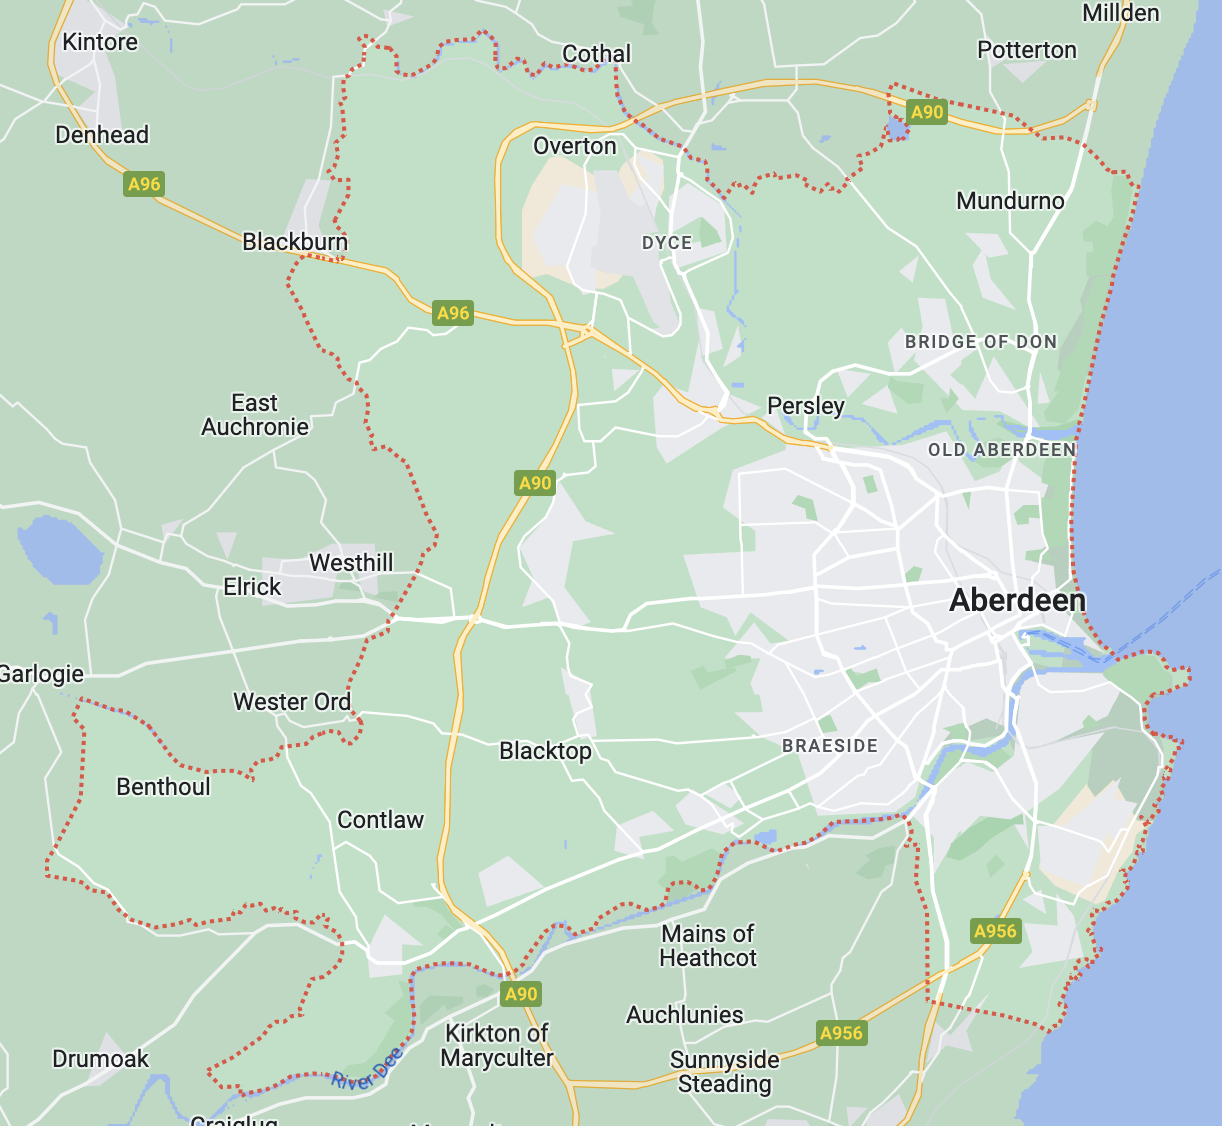 Millden
Kintore
Cothal
Potterton
A90
Denhead
Overton
A96
Mundurno
Blackburn
DYCE
A96
BRIDGE OF DON
East
Auchronie
Persley
OLD ABERDEEN
A90
Westhill
Elrick
Aberdeen
Garlogie
Wester Ord
Blacktop
BRAESIDE
Benthoul
Contlaw
Mains of
Heathcot
A956
A90
Auchlunies
Kirkton of
Maryculter
A956
Drumoak
Sunnyside
Steading
River Dee